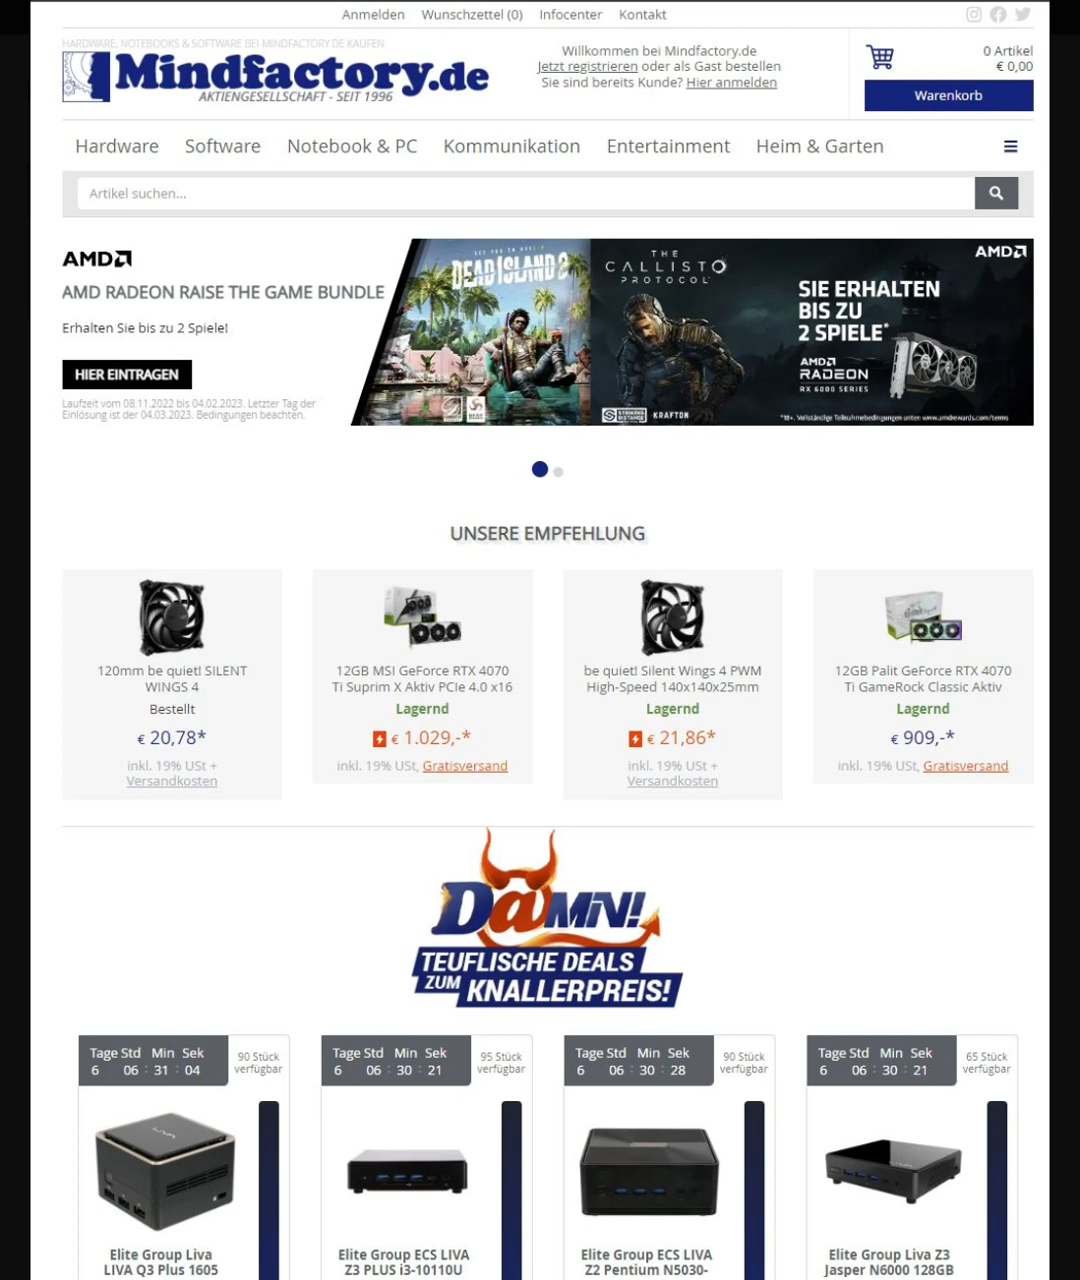 Anmelden Wunschzettel (0) Infocenter Kontakt
HARDWARE, NOTEBOOKS & SOFTWARE BEI MINDFACTORY.DE KAUFEN
Mindfactory.de
AKTIENGESELLSCHAFT - SEIT 1996
Willkommen bei Mindfactory.de
Jetzt registrieren oder als Gast bestellen
Sie sind bereits Kunde? Hier anmelden
0 Artikel
€ 0,00
Warenkorb
Hardware Software Notebook & PC Kommunikation Entertainment Heim & Garten
Artikel suchen...
AMD
AMD RADEON RAISE THE GAME BUNDLE
Erhalten Sie bis zu 2 Spiele!
HIER EINTRAGEN
Laufzeit vom 08.11.2022 bis 04.02.2023. Letzter Tag der
Einlösung ist der 04.03.2023. Bedingungen beachten.
DEAD ISLAND 2
THE
CALLISTO
PROTOCOL
STRIKING
DISTANCE
KRAFTON
AMD
SIE ERHALTEN
BIS ZU
2 SPIELE*
AMD
RADEON
RX 6000 SERIES
*18+. Vollständige Teilnahmebedingungen unter: www.amdrewards.com/terms
UNSERE EMPFEHLUNG
120mm be quiet! SILENT
WINGS 4
Bestellt
€ 20,78*
inkl. 19% USt +
Versandkosten
12GB MSI GeForce RTX 4070
Ti Suprim X Aktiv PCIe 4.0 x16
Lagernd
€ 1.029,-*
inkl. 19% USt, Gratisversand
be quiet! Silent Wings 4 PWM
High-Speed 140x140x25mm
Lagernd
€ 21,86*
inkl. 19% USt +
Versandkosten
12GB Palit GeForce RTX 4070
Ti GameRock Classic Aktiv
Lagernd
€ 909,-*
inkl. 19% USt, Gratisversand
D@MN!
TEUFLISCHE DEALS
ZUM KNALLERPREIS!
Tage Std Min Sek
6 06 : 31 : 04
90 Stück
verfügbar
Elite Group Liva
LIVA Q3 Plus 1605
Tage Std Min Sek
6 06 : 30 : 21
95 Stück
verfügbar
Elite Group ECS LIVA
Z3 PLUS i3-10110U
Tage Std Min Sek
6 06 : 30 : 28
90 Stück
verfügbar
Elite Group ECS LIVA
Z2 Pentium N5030-
Tage Std Min Sek
6 06 : 30 : 21
65 Stück
verfügbar
Elite Group Liva Z3
Jasper N6000 128GB